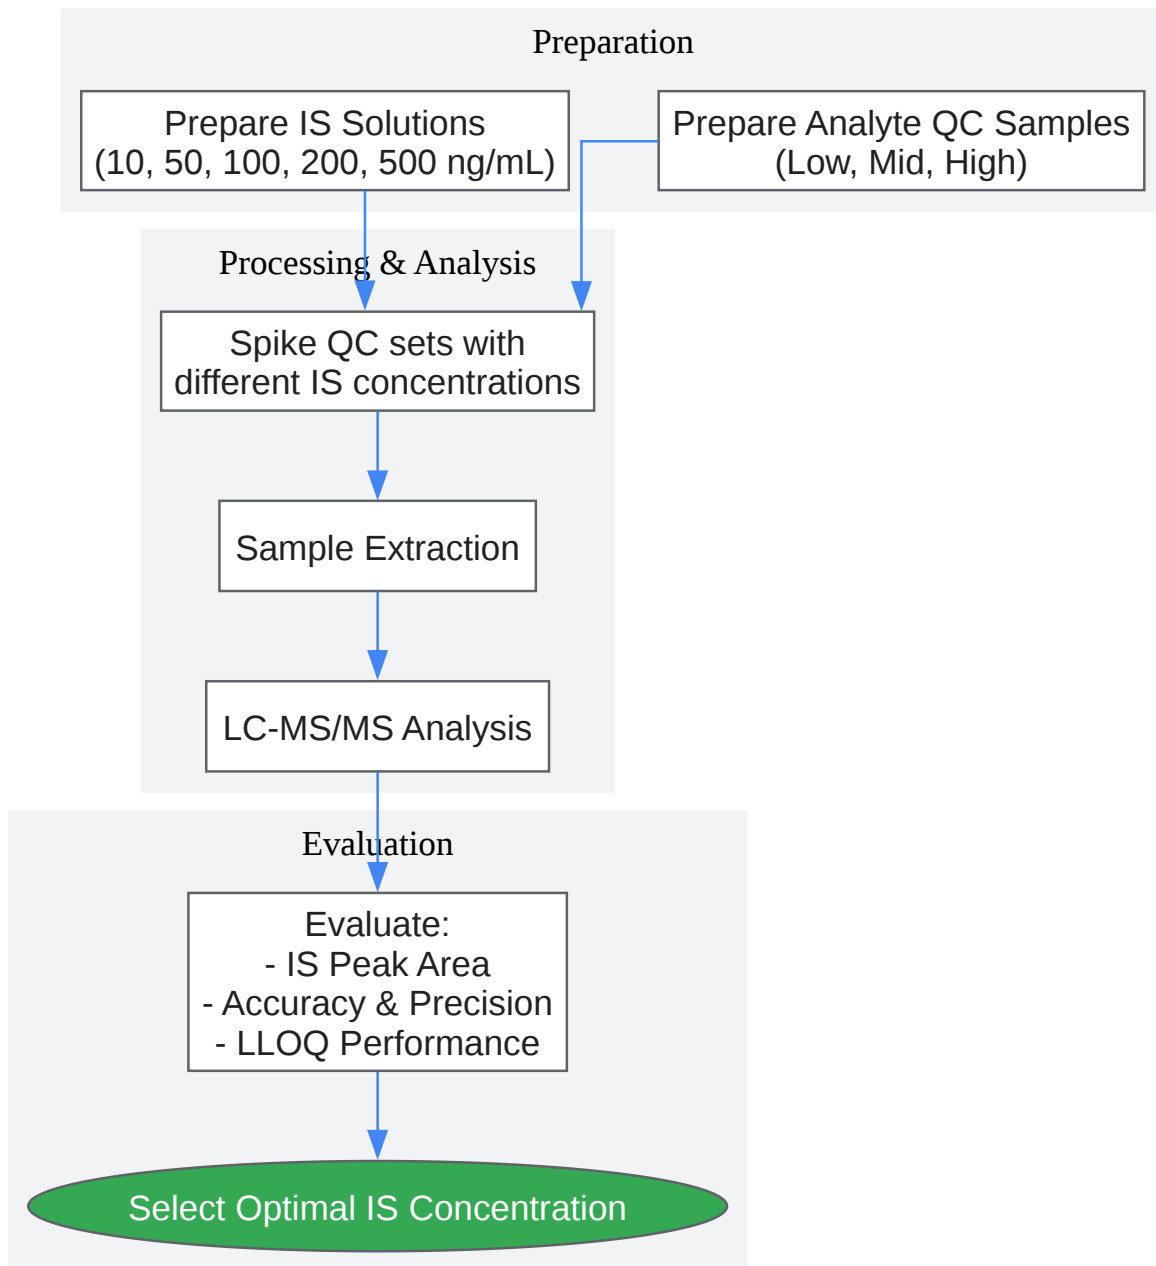 Preparation
Prepare IS Solutions
(10, 50, 100, 200, 500 ng/mL)
Prepare Analyte QC Samples
(Low, Mid, High)
Processing & Analysis
Spike QC sets with
different IS concentrations
Sample Extraction
LC-MS/MS Analysis
Evaluation
Evaluate:
- IS Peak Area
- Accuracy & Precision
- LLOQ Performance
Select Optimal IS Concentration